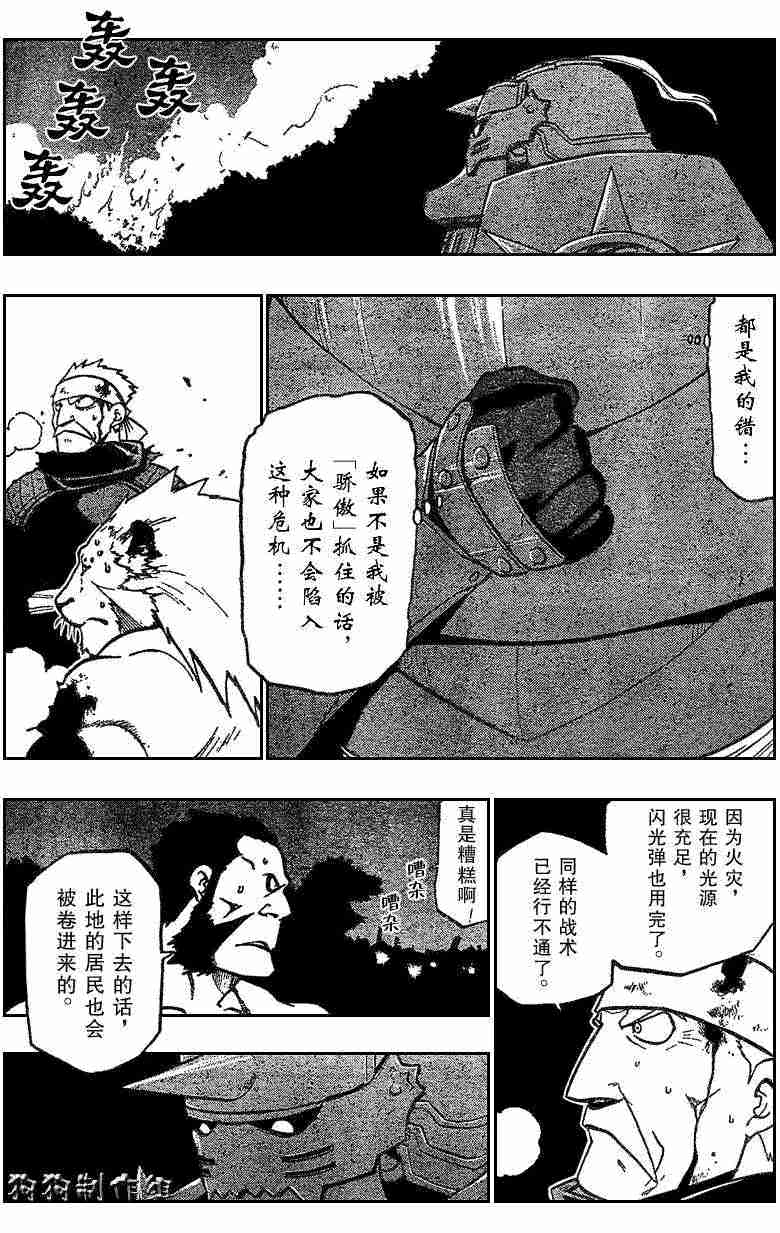 轰
轰
轰
轰
都是我的错…
如果不是我被
「骄傲」抓住的话，
大家也不会陷入
这种危机……
因为火灾，
现在的光源
很充足，
闪光弹也用完了。
同样的战术
已经行不通了。
真是糟糕啊！
嘈杂
嘈杂
这样下去的话，
此地的居民也会
被卷进来的。
狗狗制作组